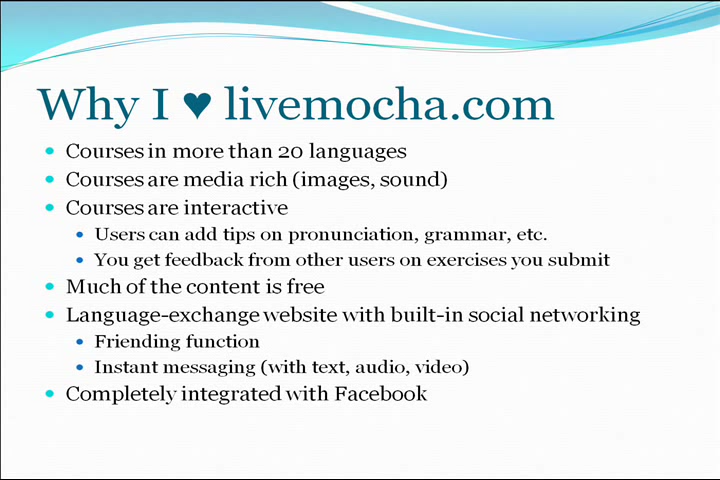 Why I ♥ livemocha.com
• Courses in more than 20 languages
• Courses are media rich (images, sound)
• Courses are interactive
• Users can add tips on pronunciation, grammar, etc.
• You get feedback from other users on exercises you submit
• Much of the content is free
• Language-exchange website with built-in social networking
• Friending function
• Instant messaging (with text, audio, video)
• Completely integrated with Facebook